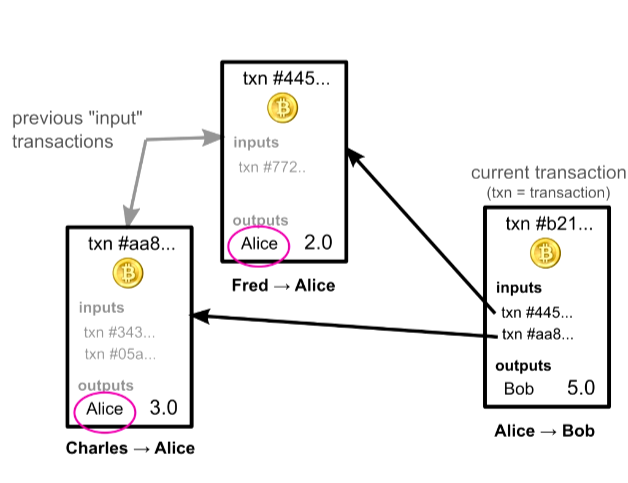 previous "input"
transactions
txn #445...
inputs
txn #772..
outputs
Alice 2.0
Fred → Alice
txn #aa8...
inputs
txn #343...
txn #05a...
outputs
Alice 3.0
Charles → Alice
current transaction
(txn = transaction)
txn #b21...
inputs
txn #445...
txn #aa8...
outputs
Bob 5.0
Alice → Bob